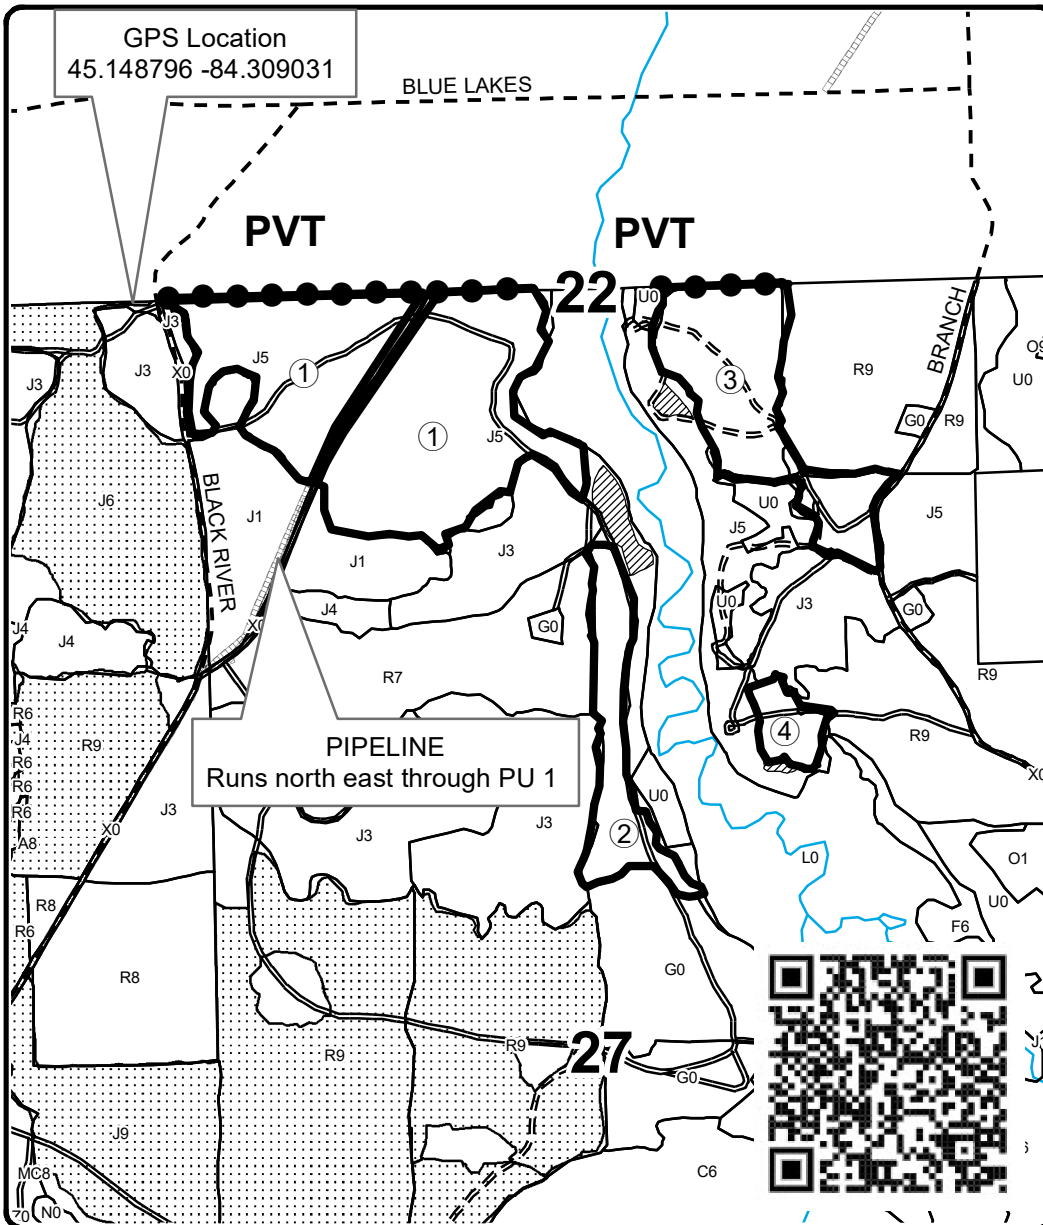 GPS Location
45.148796 -84.309031
BLUE LAKES
PVT
PVT
22
U0
J3
J3
X0
J5
1
3
R9
BRANCH
U0
J3
G0
R9
1
J5
J6
BLACK RIVER
J1
U0
J5
J5
J1
J3
J4
U0
J3
G0
J4
J4
X0
G0
R7
R9
R6
J4
R9
R6
R6
R6
A8
PIPELINE
Runs north east through PU 1
4
R9
X0
X0
J3
J3
J3
2
U0
L0
O1
U0
R8
R6
R8
F6
G0
R9
R9
27
G0
J9
MC8
N0
C6